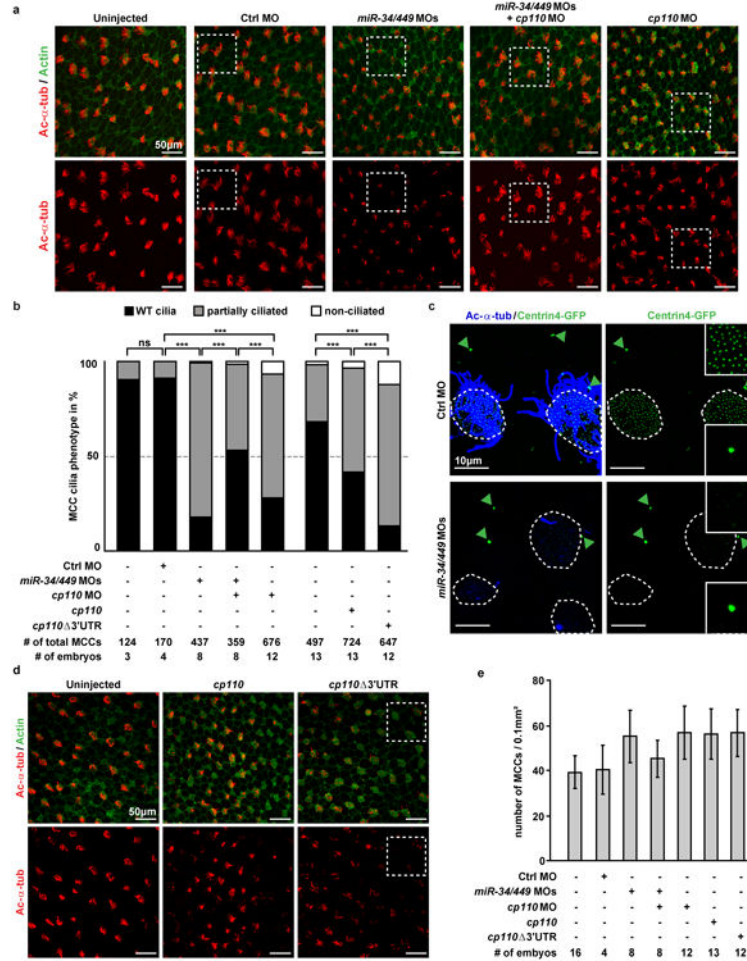 a
Uninjected Ctrl MO miR-34/449 MOs miR-34/449 MOs + cp110 MO cp110 MO
Ac-α-tub / Actin
50µm
Ac-α-tub
b
WT cilia partially ciliated non-ciliated
ns *** *** *** *** *** *** ***
100
50
0
MCC cilia phenotype in %
Ctrl MO - + - - - - - -
miR-34/449 MOs - - + + - - - -
cp110 MO - - - + + - - -
cp110 - - - - - - + -
cp110Δ3'UTR - - - - - - - +
# of total MCCs 124 170 437 359 676 497 724 647
# of embryos 3 4 8 8 12 13 13 12
c
Ac-α-tub/Centrin4-GFP Centrin4-GFP
Ctrl MO
10µm
miR-34/449 MOs
d
Uninjected cp110 cp110Δ3'UTR
Ac-α-tub / Actin
50µm
Ac-α-tub
e
80
60
40
20
0
number of MCCs / 0.1mm²
Ctrl MO - + - - - - -
miR-34/449 MOs - - + + - - -
cp110 MO - - - + + - -
cp110 - - - - - + -
cp110Δ3'UTR - - - - - - +
# of embyos 16 4 8 8 12 13 12